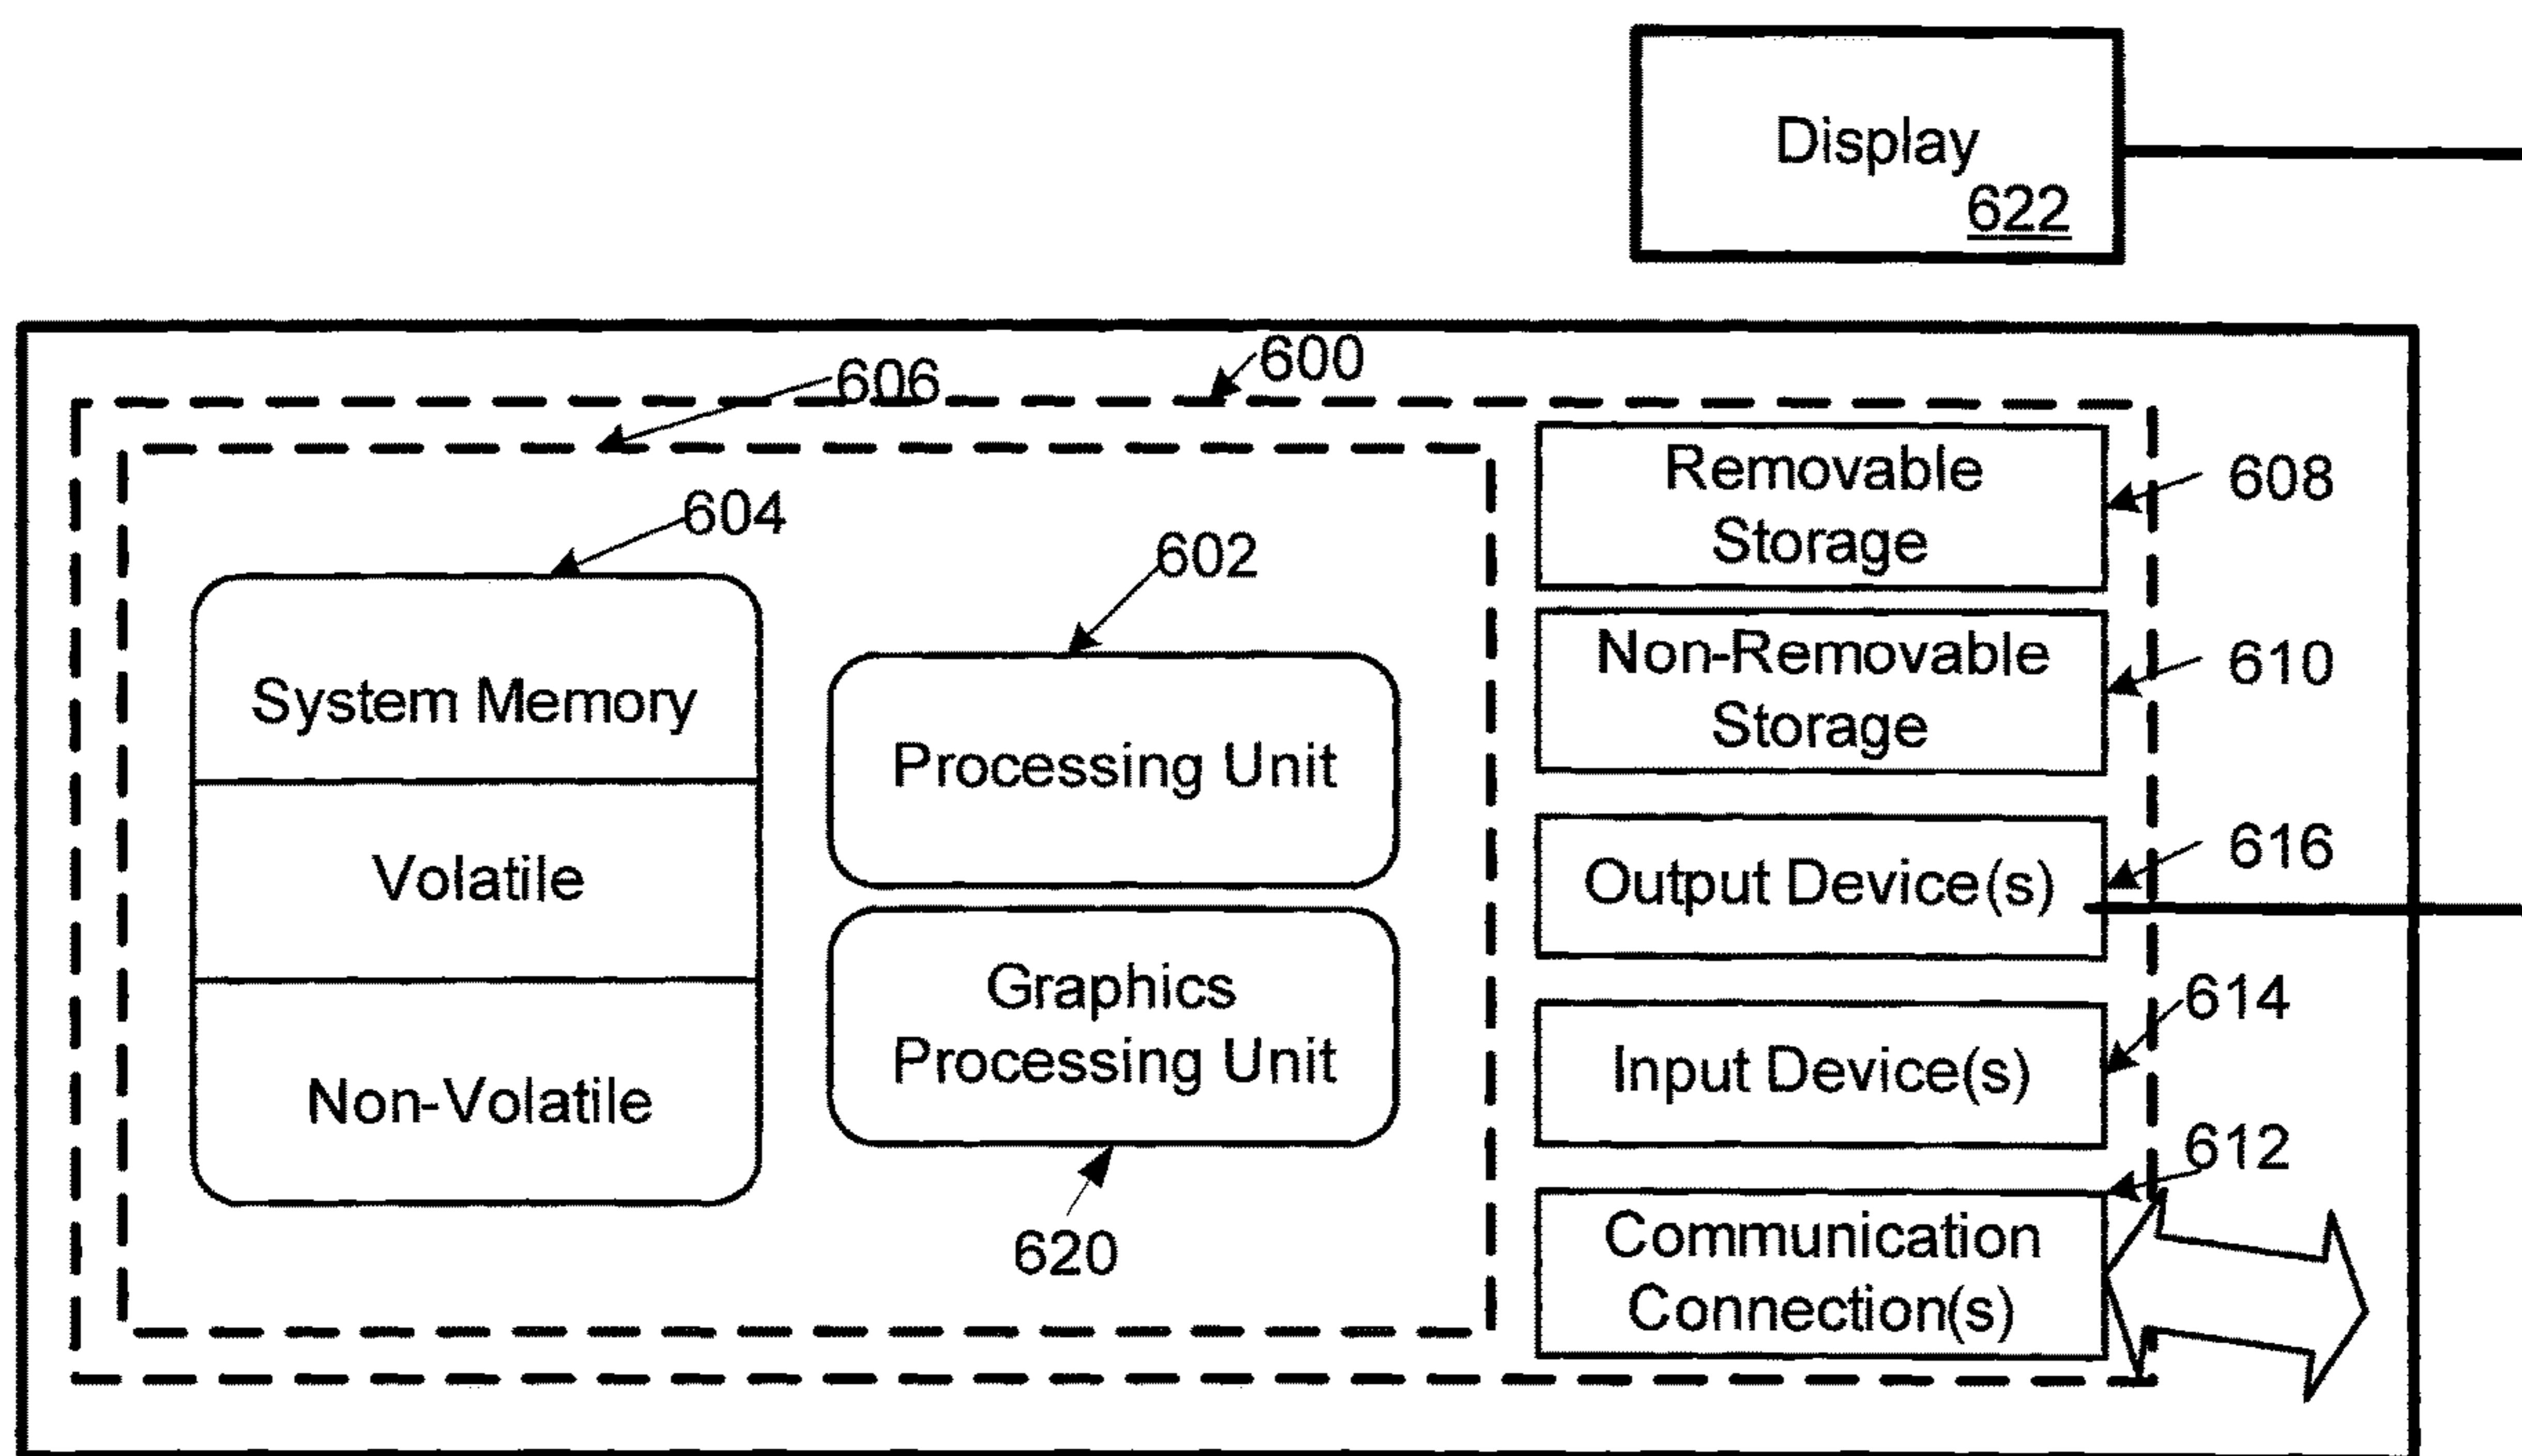 Display
622
600
606
604
602
System Memory
Volatile
Non-Volatile
Processing Unit
Graphics
Processing Unit
620
Removable
Storage
608
Non-Removable
Storage
610
Output Device(s)
616
Input Device(s)
614
612
Communication
Connection(s)